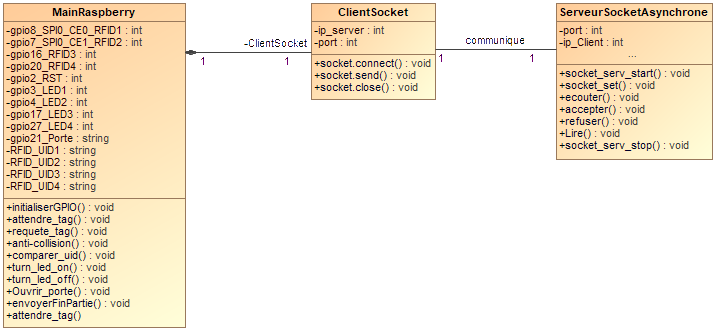 MainRaspberry
-gpio8_SPI0_CE0_RFID1 : int
-gpio7_SPI0_CE1_RFID2 : int
-gpio16_RFID3 : int
-gpio20_RFID4 : int
-gpio2_RST : int
-gpio3_LED1 : int
-gpio4_LED2 : int
-gpio17_LED3 : int
-gpio27_LED4 : int
-gpio21_Porte : string
-RFID_UID1 : string
-RFID_UID2 : string
-RFID_UID3 : string
-RFID_UID4 : string
+initialiserGPIO() : void
+attendre_tag() : void
+requete_tag() : void
+anti-collision() : void
+comparer_uid() : void
+turn_led_on() : void
+turn_led_off() : void
+Ouvrir_porte() : void
+envoyerFinPartie() : void
+attendre_tag()
-ClientSocket
1
1
ClientSocket
-ip_server : int
-port : int
+socket.connect() : void
+socket.send() : void
+socket.close() : void
communique
1
1
ServeurSocketAsynchrone
-port : int
-ip_Client : int
...
+socket_serv_start() : void
+socket_set() : void
+ecouter() : void
+accepter() : void
+refuser() : void
+Lire() : void
+socket_serv_stop() : void